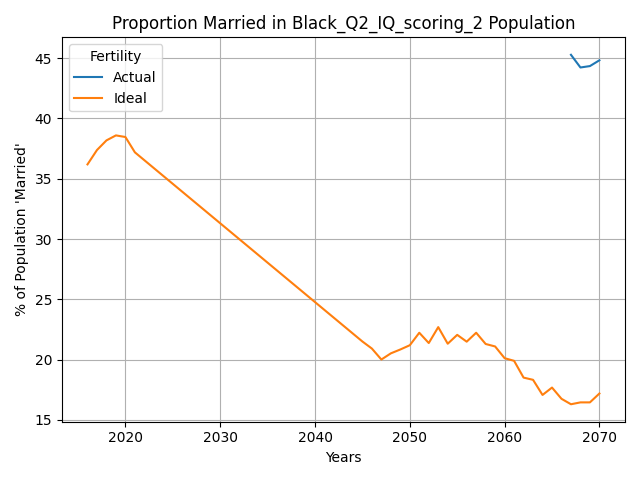 Proportion Married in Black_Q2_IQ_scoring_2 Population
% of Population 'Married'
45
40
35
30
25
20
15
Fertility
Actual
Ideal
2020 2030 2040 2050 2060 2070
Years